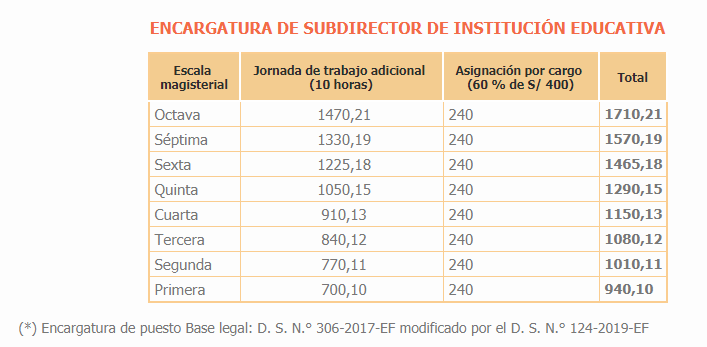 ENCARGATURA DE SUBDIRECTOR DE INSTITUCIÓN EDUCATIVA
Escala magisterial Jornada de trabajo adicional (10 horas) Asignación por cargo (60 % de S/ 400) Total
Octava 1470,21 240 1710,21
Séptima 1330,19 240 1570,19
Sexta 1225,18 240 1465,18
Quinta 1050,15 240 1290,15
Cuarta 910,13 240 1150,13
Tercera 840,12 240 1080,12
Segunda 770,11 240 1010,11
Primera 700,10 240 940,10
(*) Encargatura de puesto Base legal: D. S. N.° 306-2017-EF modificado por el D. S. N.° 124-2019-EF